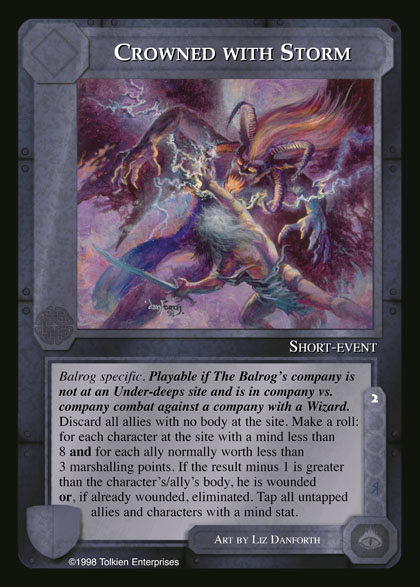 CROWNED WITH STORM
SHORT-EVENT
Balrog specific. Playable if The Balrog's company is
not at an Under-deeps site and is in company vs.
company combat against a company with a Wizard.
Discard all allies with no body at the site. Make a roll:
for each character at the site with a mind less than
8 and for each ally normally worth less than
3 marshalling points. If the result minus 1 is greater
than the character's/ally's body, he is wounded
or, if already wounded, eliminated. Tap all untapped
allies and characters with a mind stat.
2
ART BY LIZ DANFORTH
©1998 Tolkien Enterprises